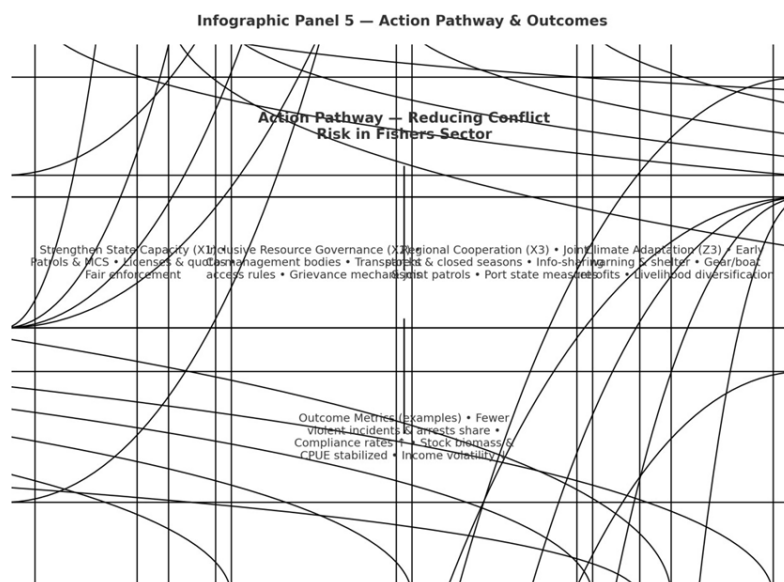 Infographic Panel 5 — Action Pathway & Outcomes
Action Pathway — Reducing Conflict
Risk in Fishers Sector
Strengthen State Capacity (X1) •
Patrols & MCS • Licenses & quotas •
Fair enforcement
Inclusive Resource Governance (X2) •
Co-management bodies • Transparent
access rules • Grievance mechanisms
Regional Cooperation (X3) • Joint
stocks & closed seasons • Info-sharing
• Joint patrols • Port state measures
Climate Adaptation (Z3) • Early
warning & shelter • Gear/boat
retrofits • Livelihood diversification
Outcome Metrics (examples) • Fewer
violent incidents & arrests share •
Compliance rates ↑ • Stock biomass &
CPUE stabilized • Income volatility ↓